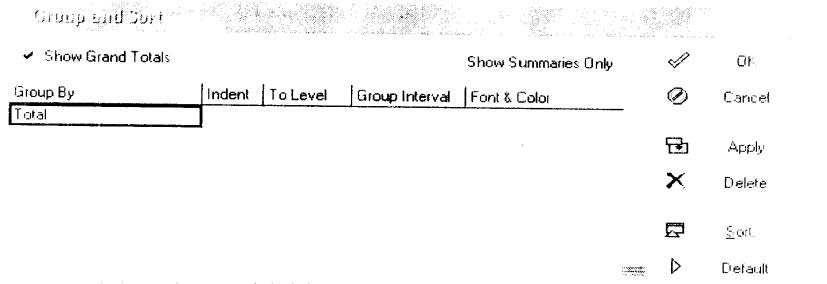 Group and Sort
Show Grand Totals
Show Summaries Only
OK
Group By Indent To Level Group Interval Font & Color
Cancel
Total
Apply
Delete
Sort
Default